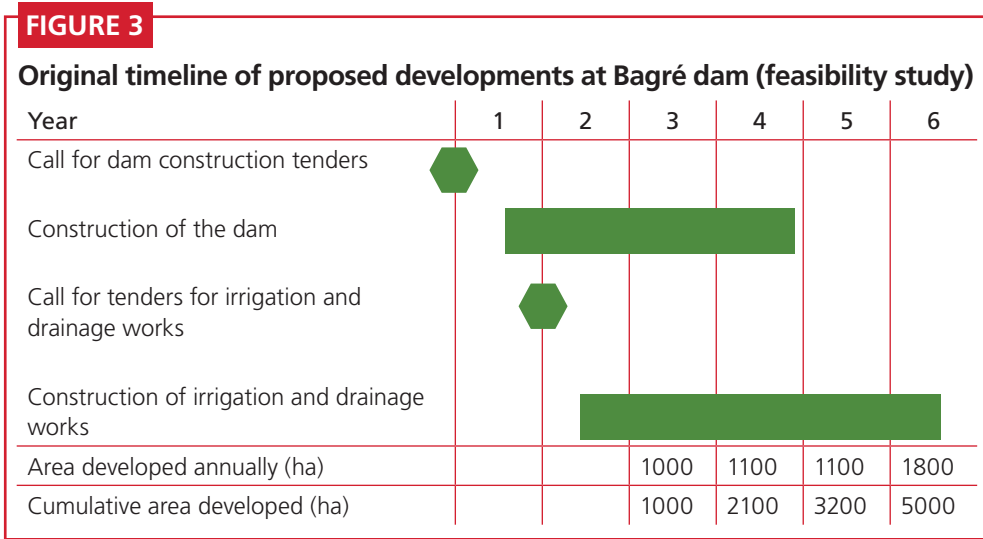 FIGURE 3
Original timeline of proposed developments at Bagré dam (feasibility study)
Year 1 2 3 4 5 6
Call for dam construction tenders
Construction of the dam
Call for tenders for irrigation and
drainage works
Construction of irrigation and drainage
works
Area developed annually (ha) 1000 1100 1100 1800
Cumulative area developed (ha) 1000 2100 3200 5000